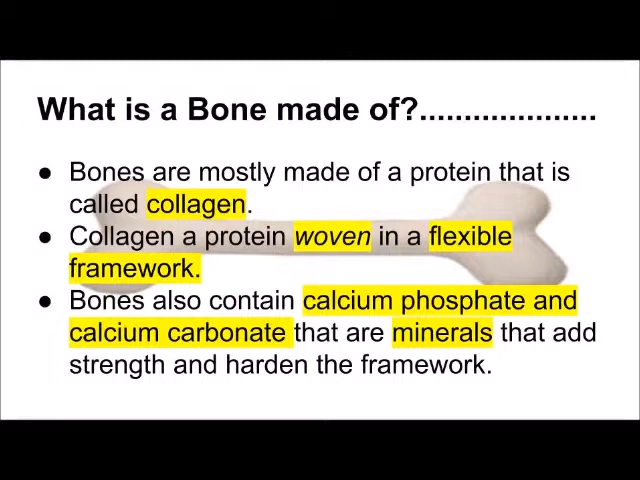 What is a Bone made of?....................
● Bones are mostly made of a protein that is
called collagen.
● Collagen a protein woven in a flexible
framework.
● Bones also contain calcium phosphate and
calcium carbonate that are minerals that add
strength and harden the framework.